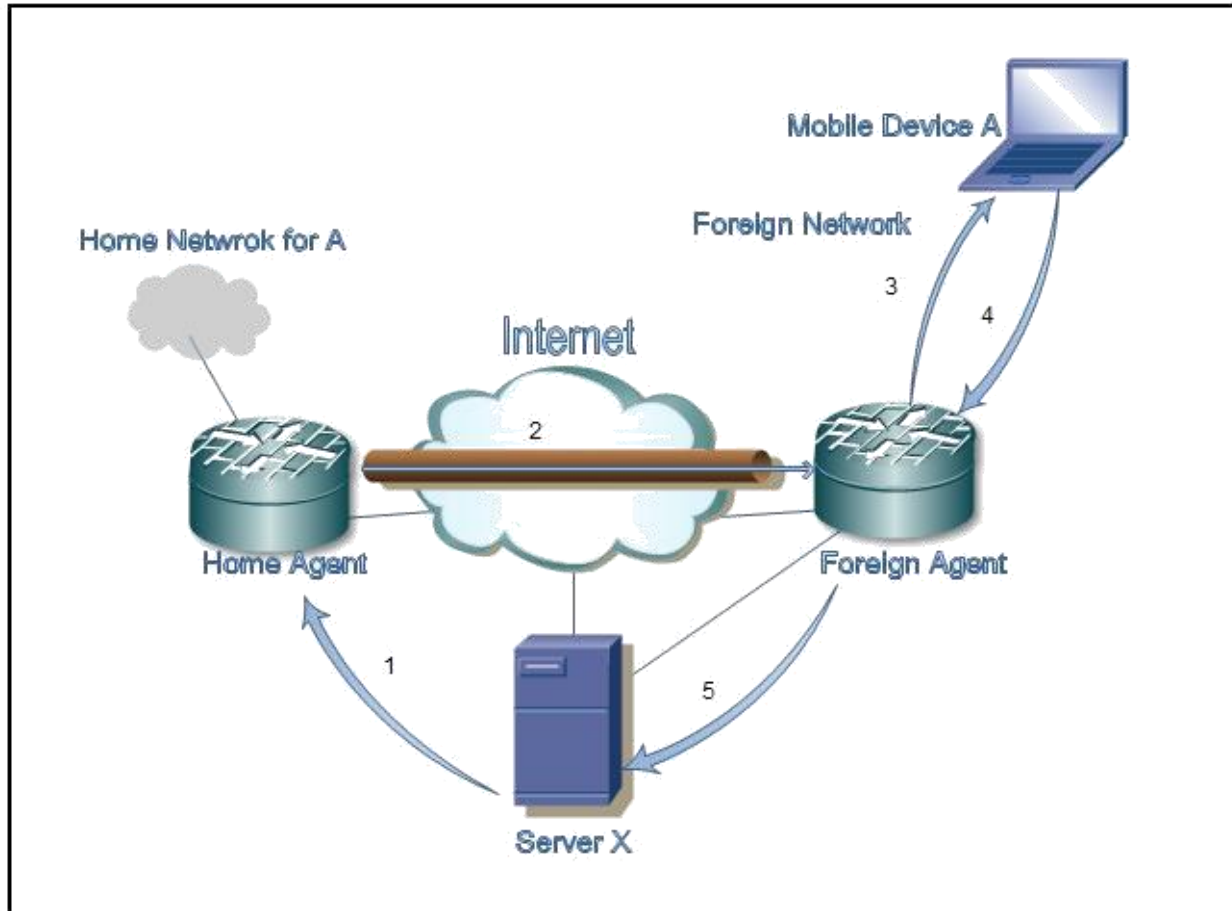 Mobile Device A
Foreign Network
Home Netwrok for A
3
4
Internet
2
Home Agent
Foreign Agent
1
5
Server X